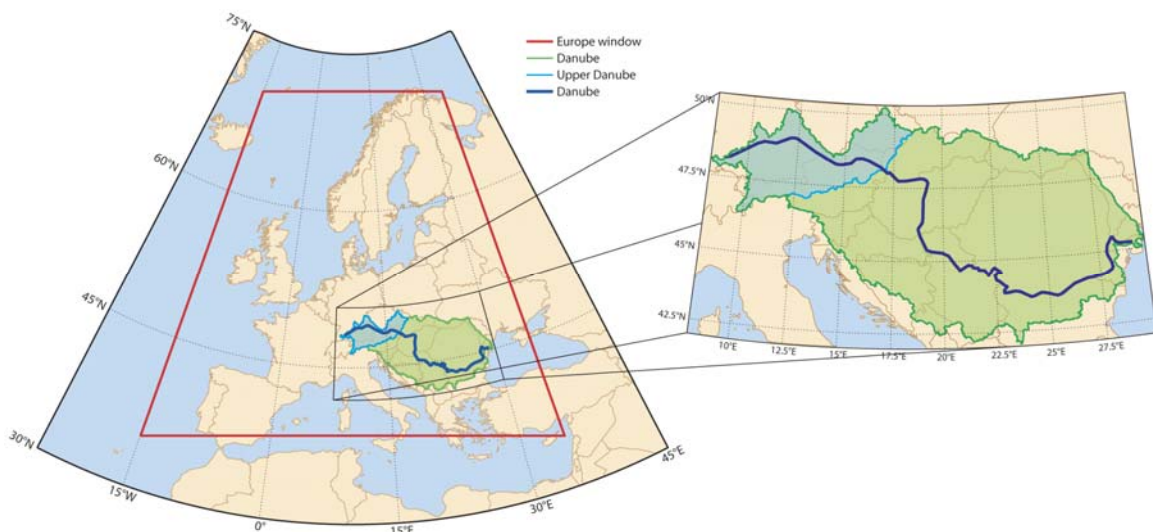 75°N
60°N
45°N
30°N
15°W
0°
15°E
30°E
45°E
Europe window
Danube
Upper Danube
Danube
50°N
47.5°N
45°N
42.5°N
10°E
12.5°E
15°E
17.5°E
20°E
22.5°E
25°E
27.5°E